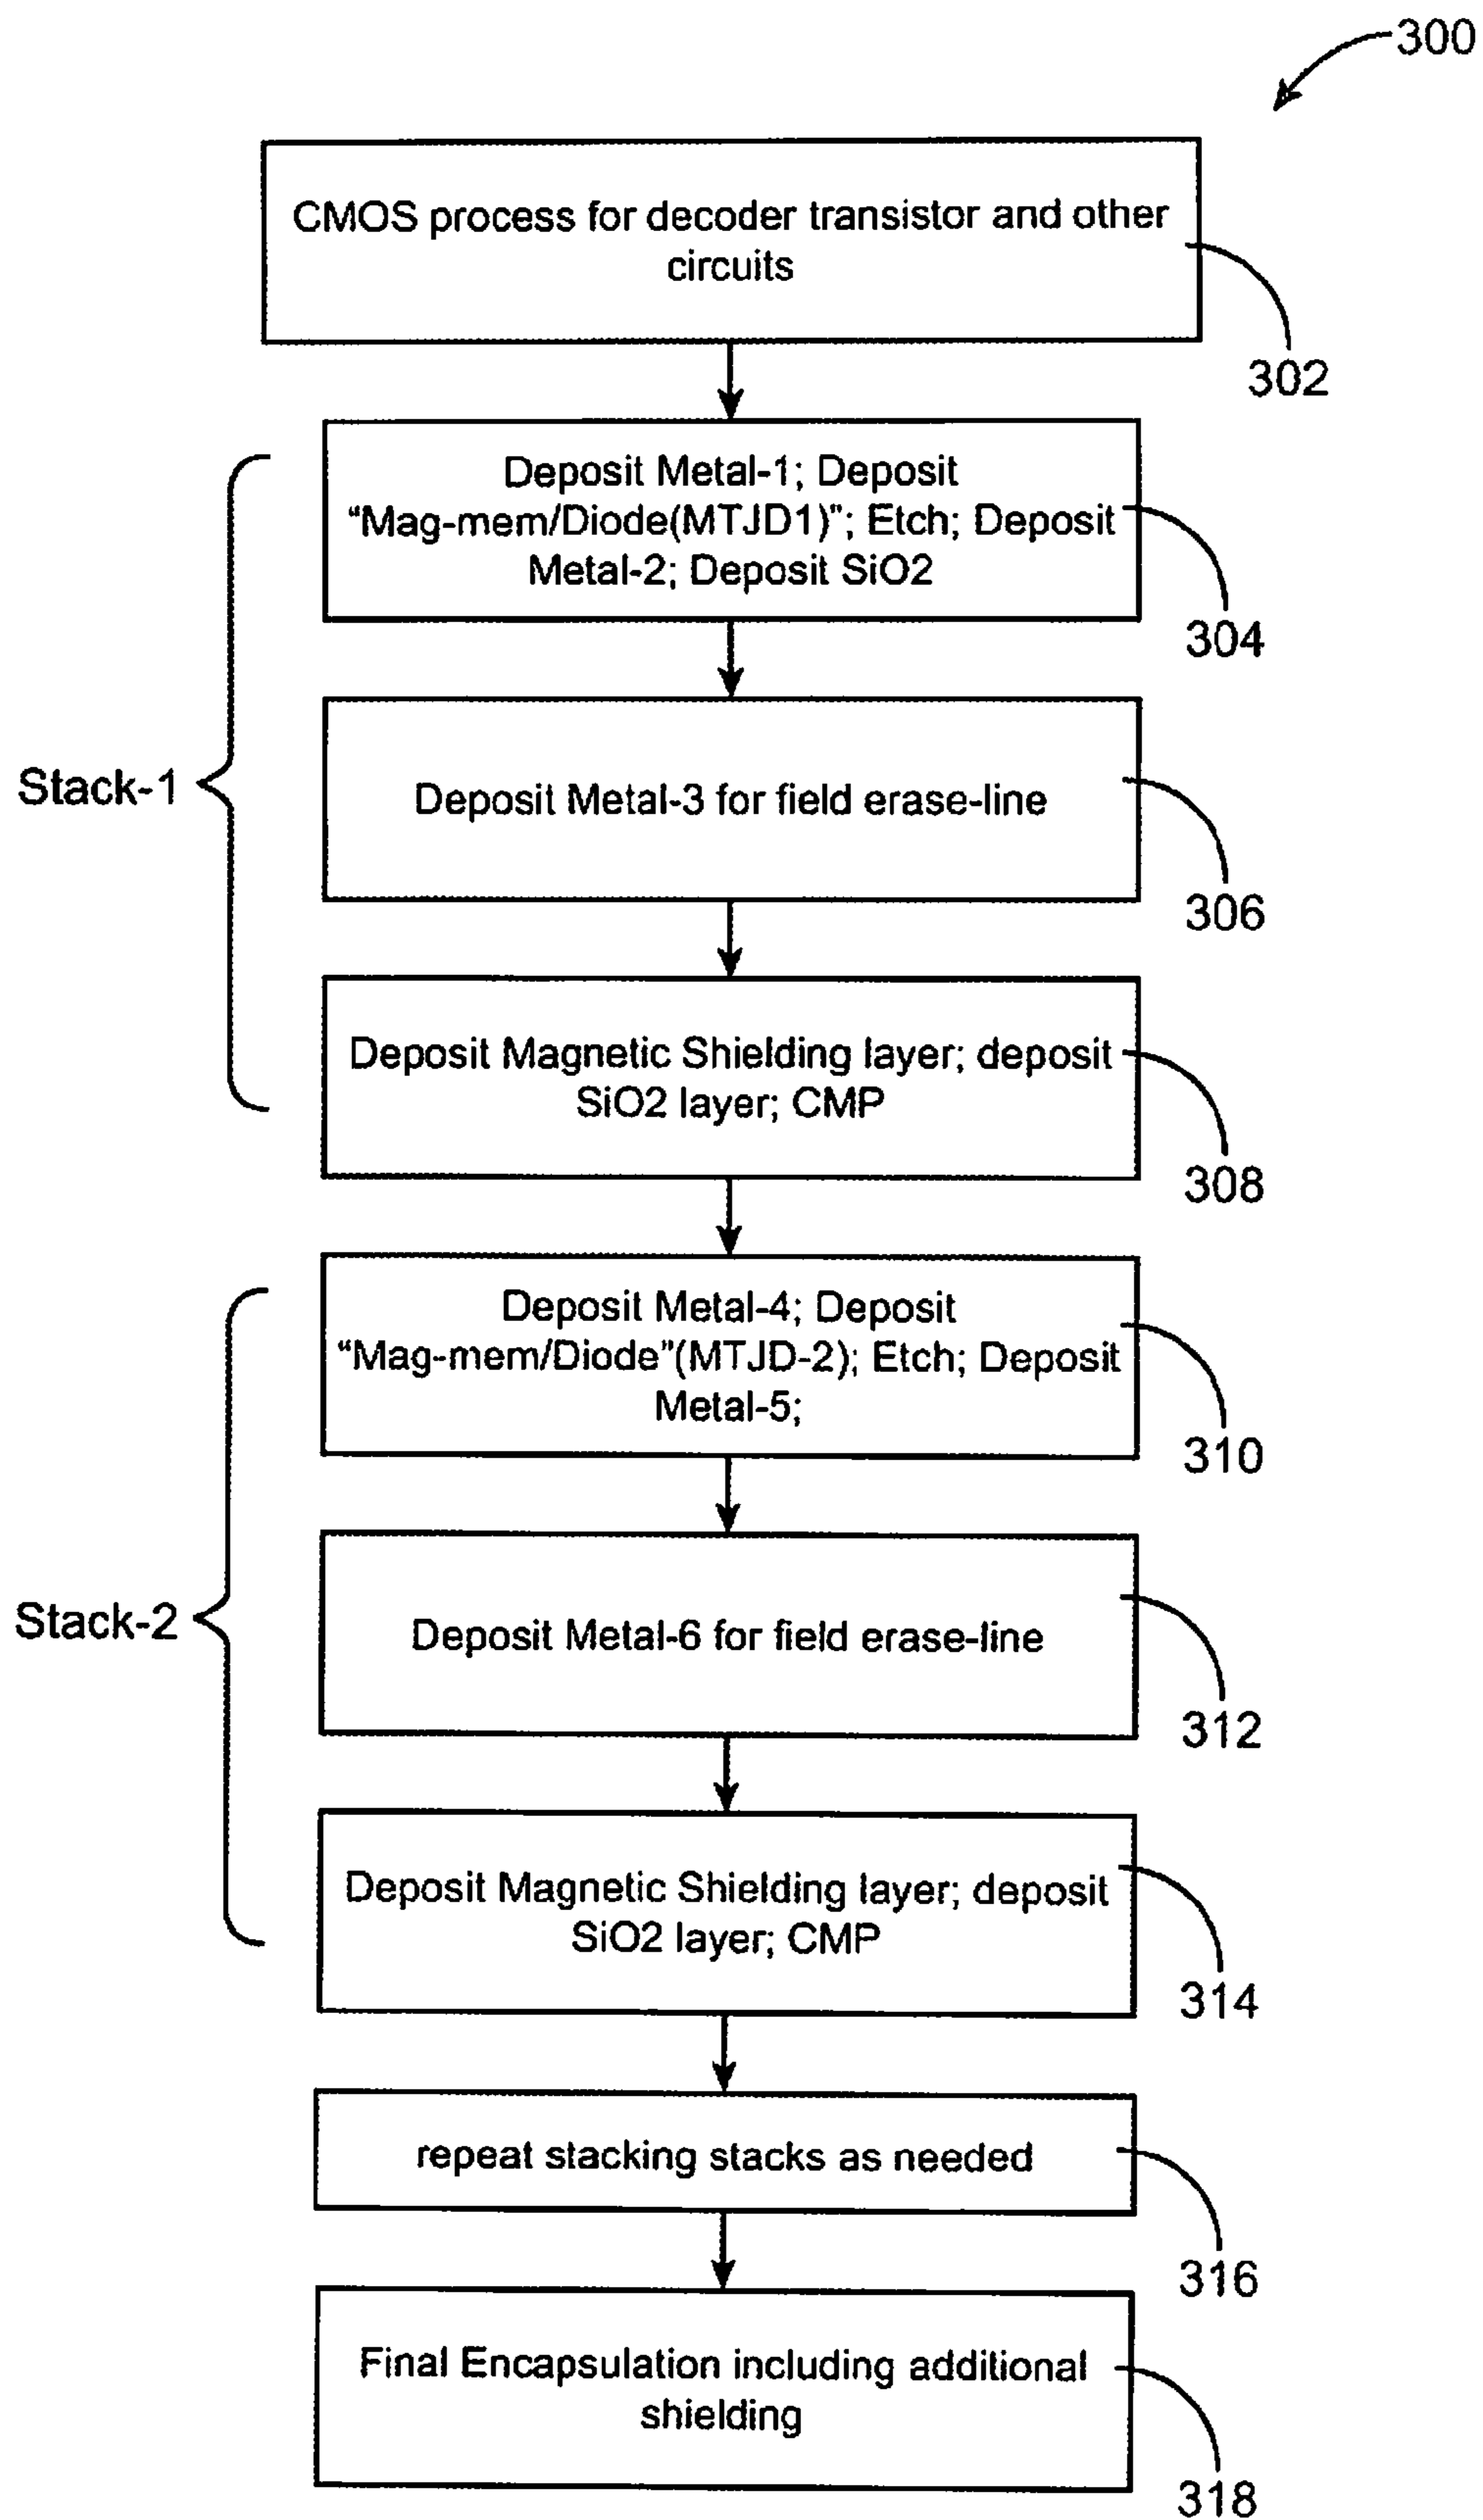 300
CMOS process for decoder transistor and other
circuits
302
Deposit Metal-1; Deposit
“Mag-mem/Diode(MTJD1)”; Etch; Deposit
Metal-2; Deposit SiO2
304
Stack-1
Deposit Metal-3 for field erase-line
306
Deposit Magnetic Shielding layer; deposit
SiO2 layer; CMP
308
Deposit Metal-4; Deposit
“Mag-mem/Diode”(MTJD-2); Etch; Deposit
Metal-5;
310
Stack-2
Deposit Metal-6 for field erase-line
312
Deposit Magnetic Shielding layer; deposit
SiO2 layer; CMP
314
repeat stacking stacks as needed
316
Final Encapsulation including additional
shielding
318